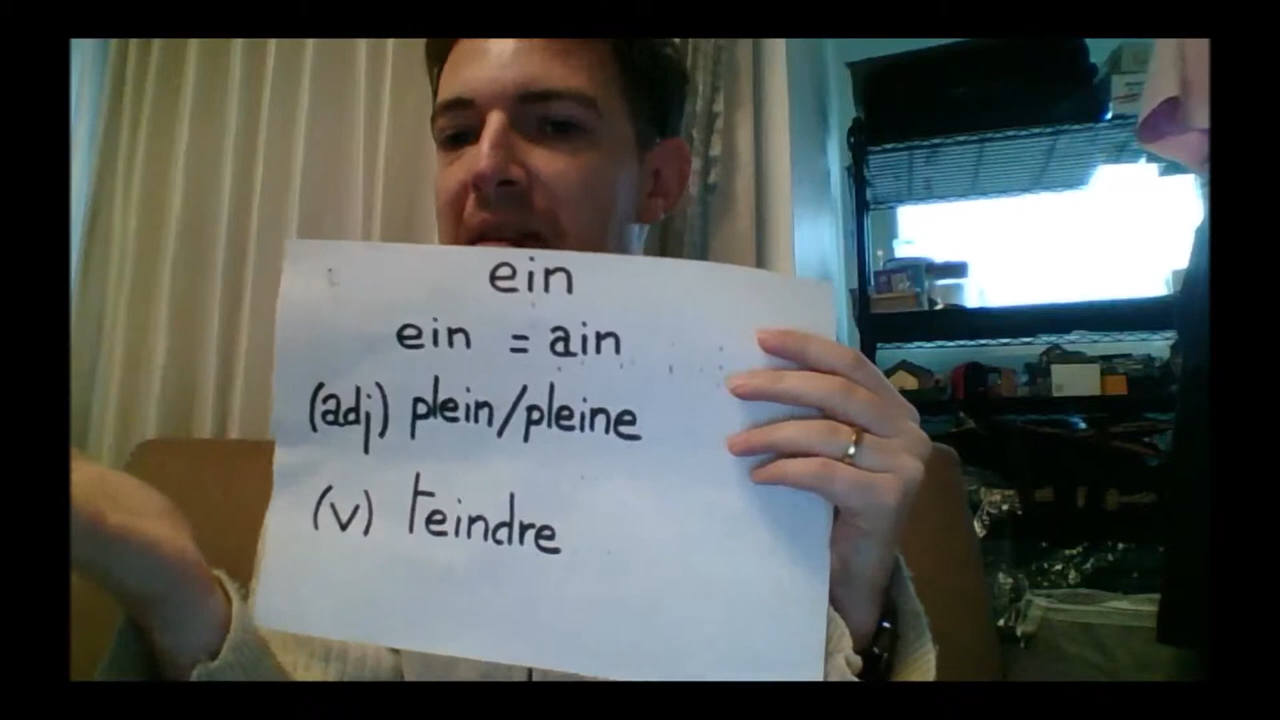 ein
ein = ain
(adj) plein/pleine
(v) teindre